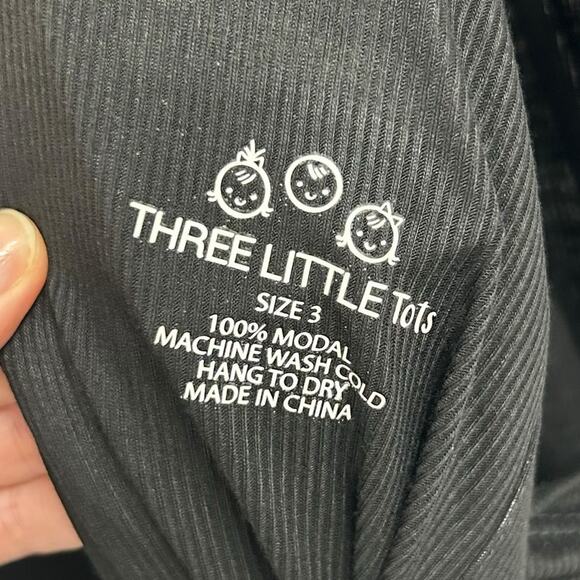 THREE LITTLE Tots
SIZE 3
100% MODAL
MACHINE WASH COLD
HANG TO DRY
MADE IN CHINA